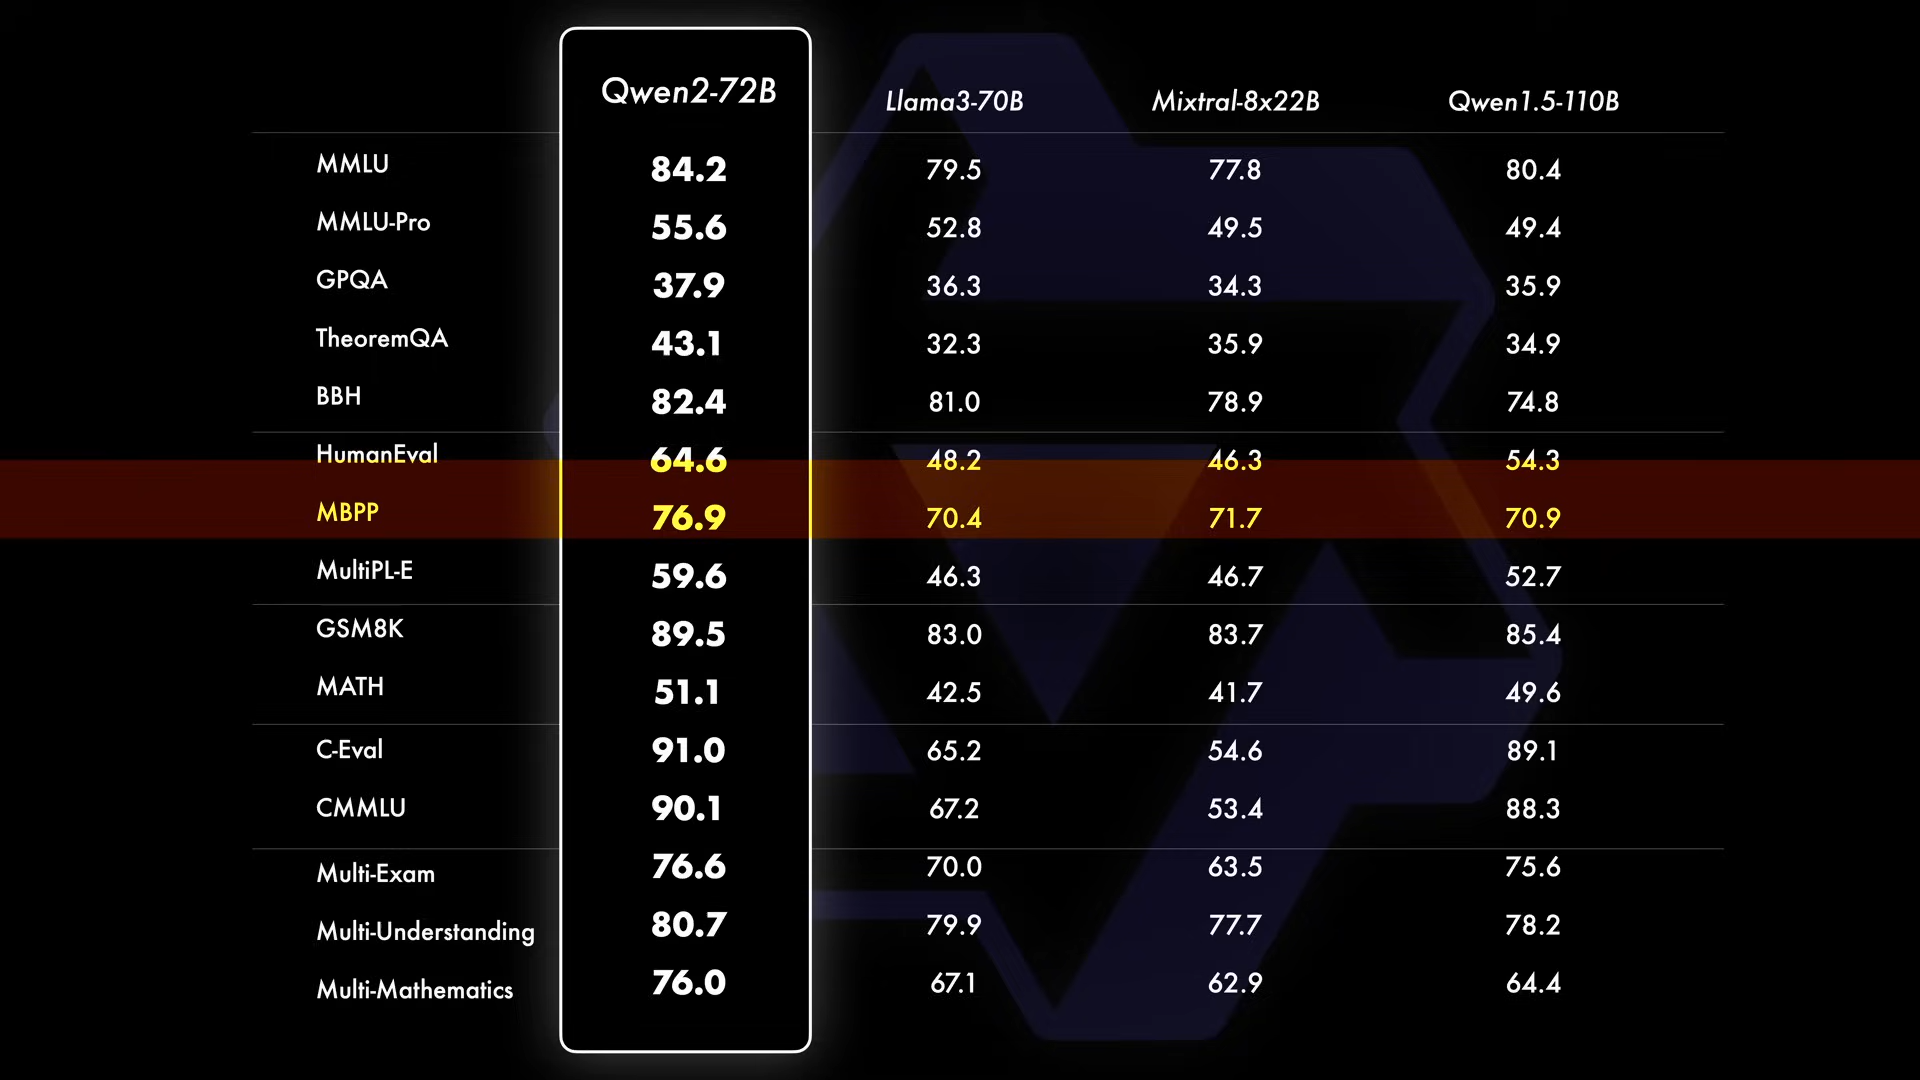 Qwen2-72B Llama3-70B Mixtral-8x22B Qwen1.5-110B
MMLU 84.2 79.5 77.8 80.4
MMLU-Pro 55.6 52.8 49.5 49.4
GPQA 37.9 36.3 34.3 35.9
TheoremQA 43.1 32.3 35.9 34.9
BBH 82.4 81.0 78.9 74.8
HumanEval 64.6 48.2 46.3 54.3
MBPP 76.9 70.4 71.7 70.9
MultiPL-E 59.6 46.3 46.7 52.7
GSM8K 89.5 83.0 83.7 85.4
MATH 51.1 42.5 41.7 49.6
C-Eval 91.0 65.2 54.6 89.1
CMMLU 90.1 67.2 53.4 88.3
Multi-Exam 76.6 70.0 63.5 75.6
Multi-Understanding 80.7 79.9 77.7 78.2
Multi-Mathematics 76.0 67.1 62.9 64.4